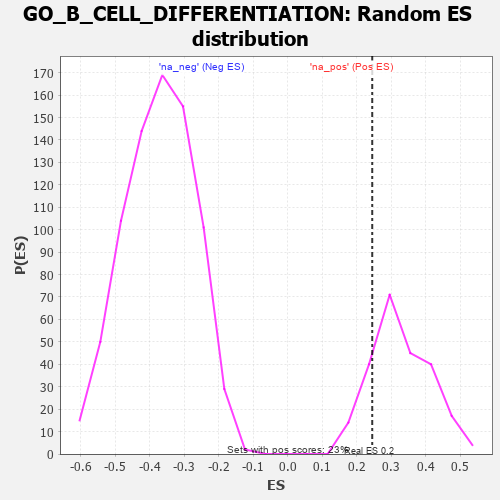 GO_B_CELL_DIFFERENTIATION: Random ES
distribution
'na_neg' (Neg ES)
'na_pos' (Pos ES)
170
160
150
140
130
120
110
100
90
80
70
60
50
40
30
20
10
0
P(ES)
Sets with pos scores: 23%
Real ES 0.2
-0.6 -0.5 -0.4 -0.3 -0.2 -0.1 0.0 0.1 0.2 0.3 0.4 0.5
ES